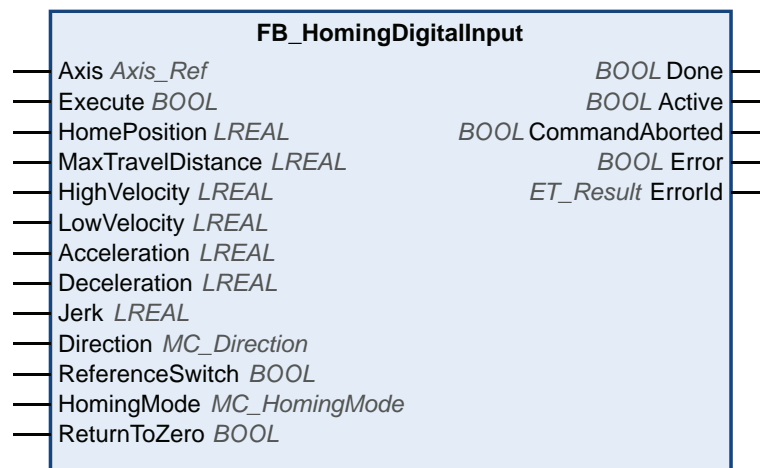 FB_HomingDigitalInput
Axis Axis_Ref BOOL Done
Execute BOOL BOOL Active
HomePosition LREAL BOOL CommandAborted
MaxTravelDistance LREAL BOOL Error
HighVelocity LREAL ET_Result ErrorId
LowVelocity LREAL
Acceleration LREAL
Deceleration LREAL
Jerk LREAL
Direction MC_Direction
ReferenceSwitch BOOL
HomingMode MC_HomingMode
ReturnToZero BOOL